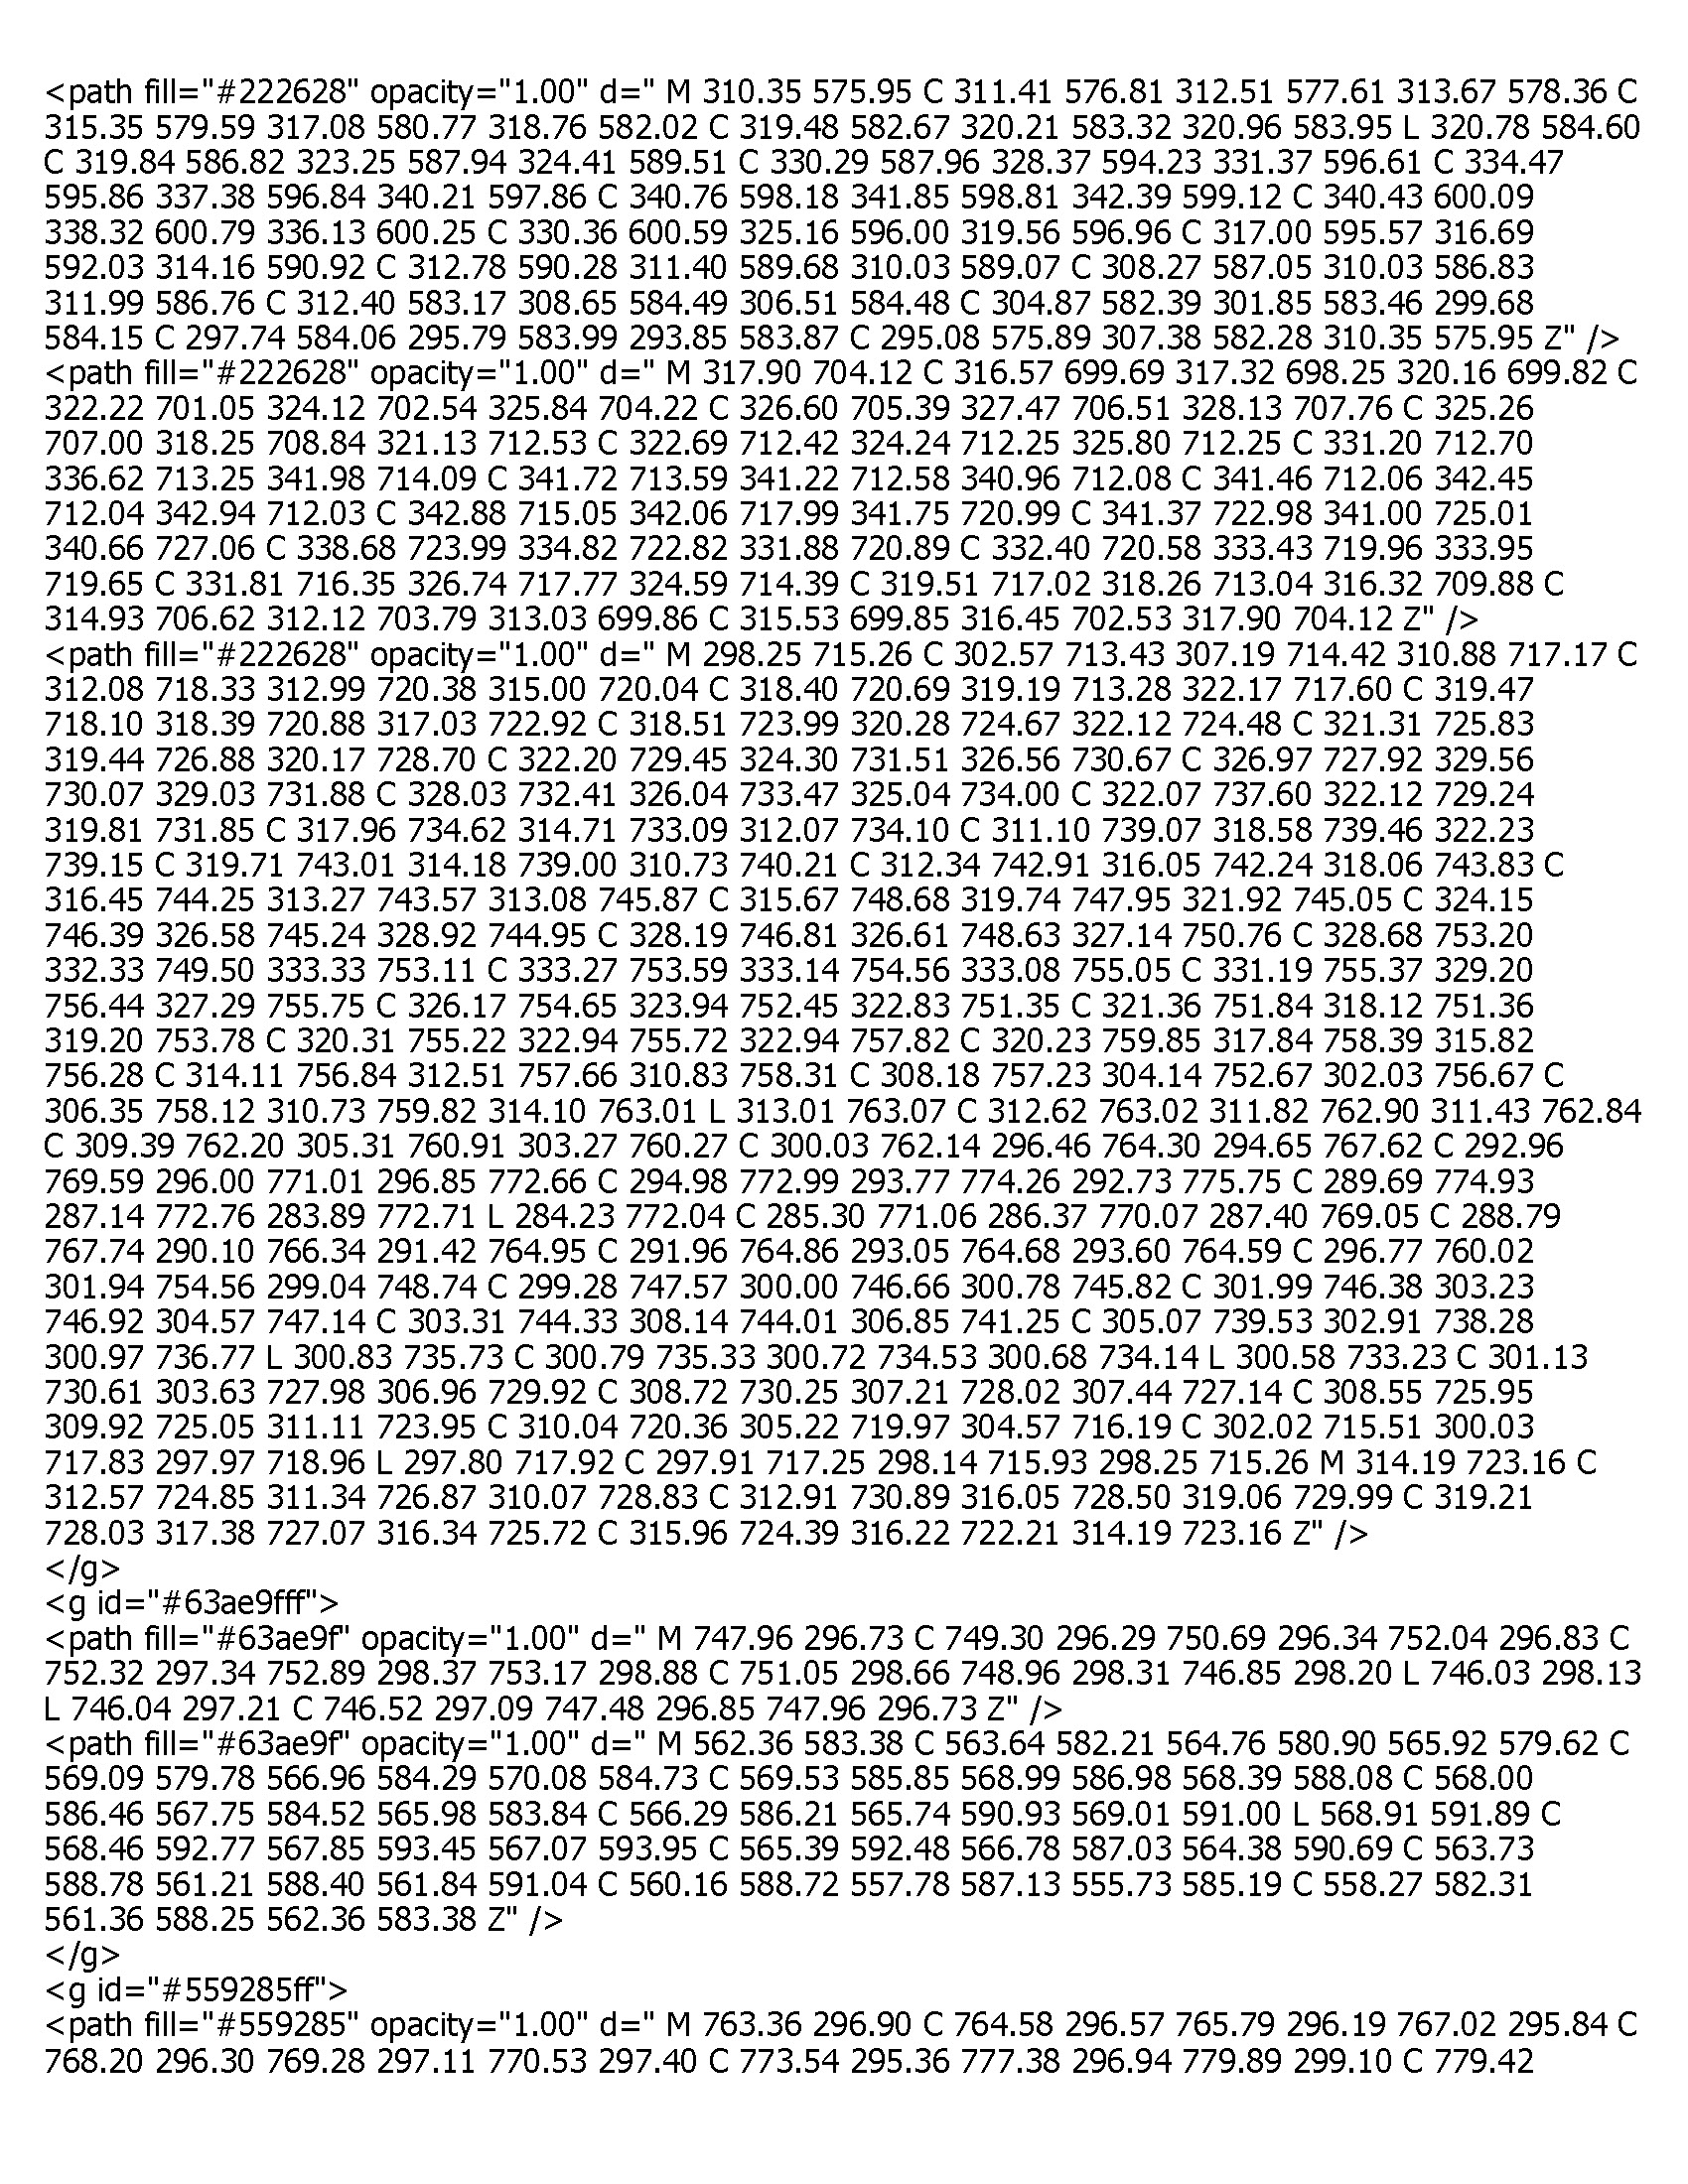 <path fill="#222628" opacity="1.00" d=" M 310.35 575.95 C 311.41 576.81 312.51 577.61 313.67 578.36 C
315.35 579.59 317.08 580.77 318.76 582.02 C 319.48 582.67 320.21 583.32 320.96 583.95 L 320.78 584.60
C 319.84 586.82 323.25 587.94 324.41 589.51 C 330.29 587.96 328.37 594.23 331.37 596.61 C 334.47
595.86 337.38 596.84 340.21 597.86 C 340.76 598.18 341.85 598.81 342.39 599.12 C 340.43 600.09
338.32 600.79 336.13 600.25 C 330.36 600.59 325.16 596.00 319.56 596.96 C 317.00 595.57 316.69
592.03 314.16 590.92 C 312.78 590.28 311.40 589.68 310.03 589.07 C 308.27 587.05 310.03 586.83
311.99 586.76 C 312.40 583.17 308.65 584.49 306.51 584.48 C 304.87 582.39 301.85 583.46 299.68
584.15 C 297.74 584.06 295.79 583.99 293.85 583.87 C 295.08 575.89 307.38 582.28 310.35 575.95 Z" />
<path fill="#222628" opacity="1.00" d=" M 317.90 704.12 C 316.57 699.69 317.32 698.25 320.16 699.82 C
322.22 701.05 324.12 702.54 325.84 704.22 C 326.60 705.39 327.47 706.51 328.13 707.76 C 325.26
707.00 318.25 708.84 321.13 712.53 C 322.69 712.42 324.24 712.25 325.80 712.25 C 331.20 712.70
336.62 713.25 341.98 714.09 C 341.72 713.59 341.22 712.58 340.96 712.08 C 341.46 712.06 342.45
712.04 342.94 712.03 C 342.88 715.05 342.06 717.99 341.75 720.99 C 341.37 722.98 341.00 725.01
340.66 727.06 C 338.68 723.99 334.82 722.82 331.88 720.89 C 332.40 720.58 333.43 719.96 333.95
719.65 C 331.81 716.35 326.74 717.77 324.59 714.39 C 319.51 717.02 318.26 713.04 316.32 709.88 C
314.93 706.62 312.12 703.79 313.03 699.86 C 315.53 699.85 316.45 702.53 317.90 704.12 Z" />
<path fill="#222628" opacity="1.00" d=" M 298.25 715.26 C 302.57 713.43 307.19 714.42 310.88 717.17 C
312.08 718.33 312.99 720.38 315.00 720.04 C 318.40 720.69 319.19 713.28 322.17 717.60 C 319.47
718.10 318.39 720.88 317.03 722.92 C 318.51 723.99 320.28 724.67 322.12 724.48 C 321.31 725.83
319.44 726.88 320.17 728.70 C 322.20 729.45 324.30 731.51 326.56 730.67 C 326.97 727.92 329.56
730.07 329.03 731.88 C 328.03 732.41 326.04 733.47 325.04 734.00 C 322.07 737.60 322.12 729.24
319.81 731.85 C 317.96 734.62 314.71 733.09 312.07 734.10 C 311.10 739.07 318.58 739.46 322.23
739.15 C 319.71 743.01 314.18 739.00 310.73 740.21 C 312.34 742.91 316.05 742.24 318.06 743.83 C
316.45 744.25 313.27 743.57 313.08 745.87 C 315.67 748.68 319.74 747.95 321.92 745.05 C 324.15
746.39 326.58 745.24 328.92 744.95 C 328.19 746.81 326.61 748.63 327.14 750.76 C 328.68 753.20
332.33 749.50 333.33 753.11 C 333.27 753.59 333.14 754.56 333.08 755.05 C 331.19 755.37 329.20
756.44 327.29 755.75 C 326.17 754.65 323.94 752.45 322.83 751.35 C 321.36 751.84 318.12 751.36
319.20 753.78 C 320.31 755.22 322.94 755.72 322.94 757.82 C 320.23 759.85 317.84 758.39 315.82
756.28 C 314.11 756.84 312.51 757.66 310.83 758.31 C 308.18 757.23 304.14 752.67 302.03 756.67 C
306.35 758.12 310.73 759.82 314.10 763.01 L 313.01 763.07 C 312.62 763.02 311.82 762.90 311.43 762.84
C 309.39 762.20 305.31 760.91 303.27 760.27 C 300.03 762.14 296.46 764.30 294.65 767.62 C 292.96
769.59 296.00 771.01 296.85 772.66 C 294.98 772.99 293.77 774.26 292.73 775.75 C 289.69 774.93
287.14 772.76 283.89 772.71 L 284.23 772.04 C 285.30 771.06 286.37 770.07 287.40 769.05 C 288.79
767.74 290.10 766.34 291.42 764.95 C 291.96 764.86 293.05 764.68 293.60 764.59 C 296.77 760.02
301.94 754.56 299.04 748.74 C 299.28 747.57 300.00 746.66 300.78 745.82 C 301.99 746.38 303.23
746.92 304.57 747.14 C 303.31 744.33 308.14 744.01 306.85 741.25 C 305.07 739.53 302.91 738.28
300.97 736.77 L 300.83 735.73 C 300.79 735.33 300.72 734.53 300.68 734.14 L 300.58 733.23 C 301.13
730.61 303.63 727.98 306.96 729.92 C 308.72 730.25 307.21 728.02 307.44 727.14 C 308.55 725.95
309.92 725.05 311.11 723.95 C 310.04 720.36 305.22 719.97 304.57 716.19 C 302.02 715.51 300.03
717.83 297.97 718.96 L 297.80 717.92 C 297.91 717.25 298.14 715.93 298.25 715.26 M 314.19 723.16 C
312.57 724.85 311.34 726.87 310.07 728.83 C 312.91 730.89 316.05 728.50 319.06 729.99 C 319.21
728.03 317.38 727.07 316.34 725.72 C 315.96 724.39 316.22 722.21 314.19 723.16 Z" />
</g>
<g id="#63ae9fff">
<path fill="#63ae9f" opacity="1.00" d=" M 747.96 296.73 C 749.30 296.29 750.69 296.34 752.04 296.83 C
752.32 297.34 752.89 298.37 753.17 298.88 C 751.05 298.66 748.96 298.31 746.85 298.20 L 746.03 298.13
L 746.04 297.21 C 746.52 297.09 747.48 296.85 747.96 296.73 Z" />
<path fill="#63ae9f" opacity="1.00" d=" M 562.36 583.38 C 563.64 582.21 564.76 580.90 565.92 579.62 C
569.09 579.78 566.96 584.29 570.08 584.73 C 569.53 585.85 568.99 586.98 568.39 588.08 C 568.00
586.46 567.75 584.52 565.98 583.84 C 566.29 586.21 565.74 590.93 569.01 591.00 L 568.91 591.89 C
568.46 592.77 567.85 593.45 567.07 593.95 C 565.39 592.48 566.78 587.03 564.38 590.69 C 563.73
588.78 561.21 588.40 561.84 591.04 C 560.16 588.72 557.78 587.13 555.73 585.19 C 558.27 582.31
561.36 588.25 562.36 583.38 Z" />
</g>
<g id="#559285ff">
<path fill="#559285" opacity="1.00" d=" M 763.36 296.90 C 764.58 296.57 765.79 296.19 767.02 295.84 C
768.20 296.30 769.28 297.11 770.53 297.40 C 773.54 295.36 777.38 296.94 779.89 299.10 C 779.42